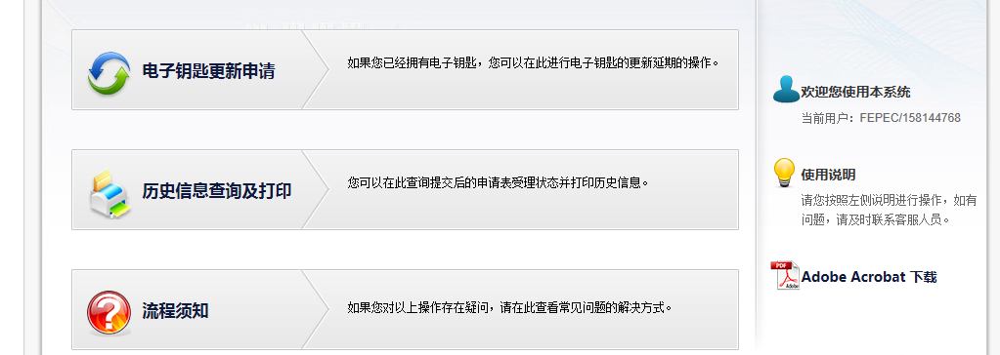 电子钥匙更新申请
如果您已经拥有电子钥匙，您可以在此进行电子钥匙的更新延期的操作。
历史信息查询及打印
您可以在此查询提交后的申请表受理状态并打印历史信息。
流程须知
如果您对以上操作存在疑问，请在此查看常见问题的解决方式。
欢迎您使用本系统
当前用户：FEPEC/158144768
使用说明
请您按照左侧说明进行操作，如有
问题，请及时联系客服人员。
PDF
Adobe
Adobe Acrobat 下载